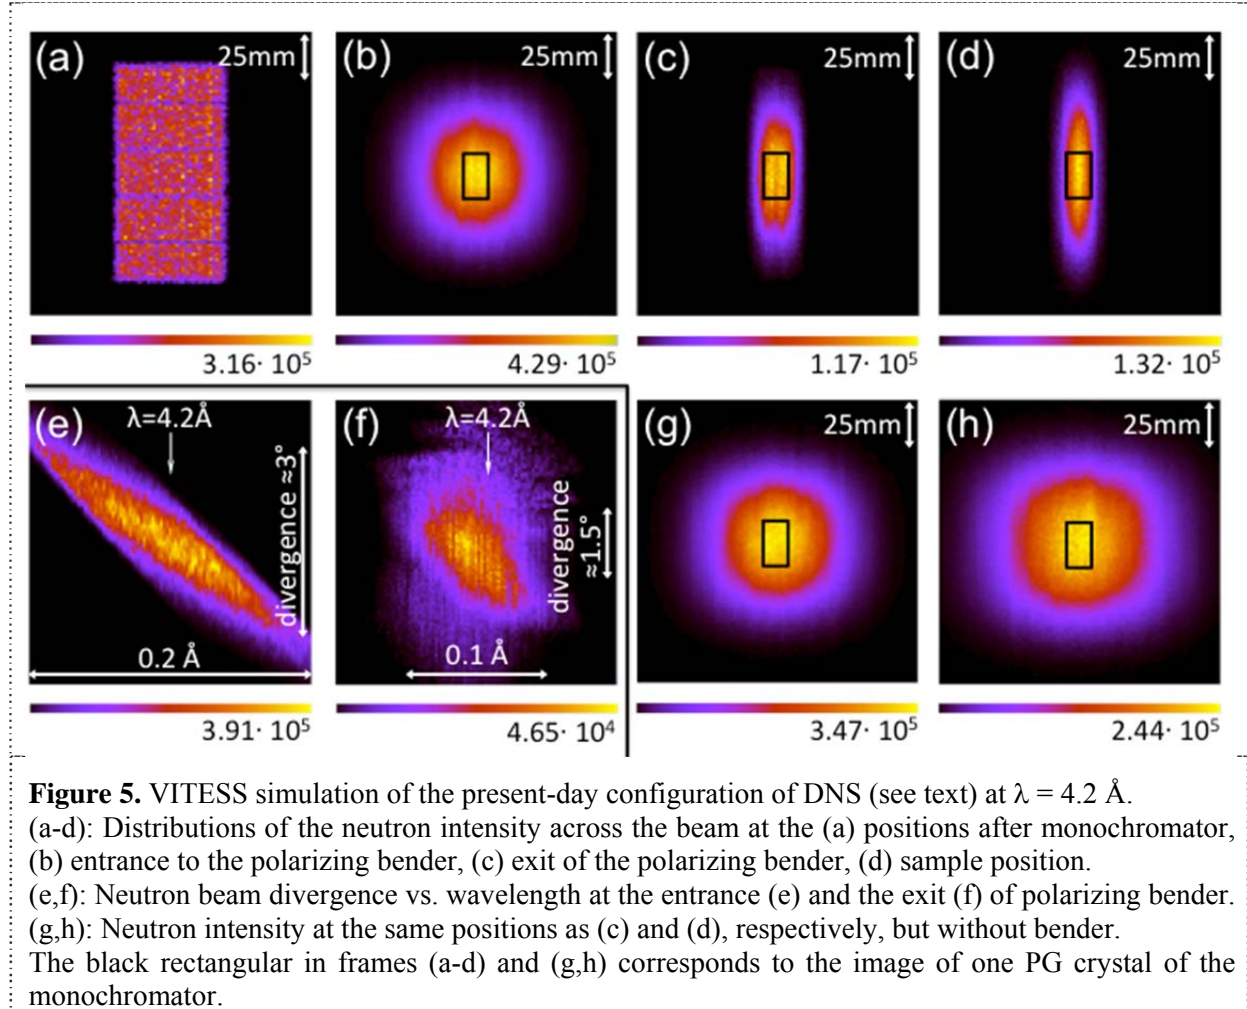 (a) 25mm (b) 25mm (c) 25mm (d) 25mm
3.16· 10⁵ 4.29· 10⁵ 1.17· 10⁵ 1.32· 10⁵
(e) λ=4.2Å divergence ≈3° 0.2 Å (f) λ=4.2Å divergence ≈1.5° 0.1 Å (g) 25mm (h) 25mm
3.91· 10⁵ 4.65· 10⁴ 3.47· 10⁵ 2.44· 10⁵
Figure 5. VITESS simulation of the present-day configuration of DNS (see text) at λ = 4.2 Å.
(a-d): Distributions of the neutron intensity across the beam at the (a) positions after monochromator,
(b) entrance to the polarizing bender, (c) exit of the polarizing bender, (d) sample position.
(e,f): Neutron beam divergence vs. wavelength at the entrance (e) and the exit (f) of polarizing bender.
(g,h): Neutron intensity at the same positions as (c) and (d), respectively, but without bender.
The black rectangular in frames (a-d) and (g,h) corresponds to the image of one PG crystal of the
monochromator.